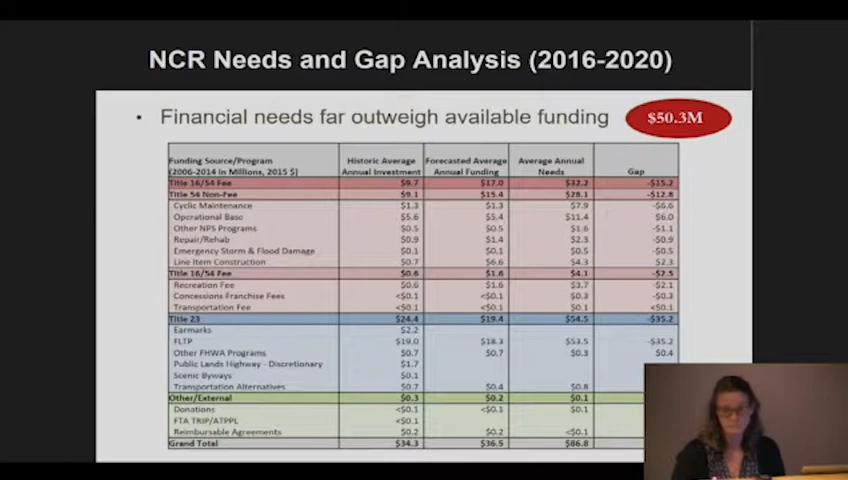 NCR Needs and Gap Analysis (2016-2020)
• Financial needs far outweigh available funding
$50.3M
Funding Source/Program (2006-2014 in Millions, 2015 $) Historic Average Annual Investment Forecasted Average Annual Funding Average Annual Needs Gap
Title 16/54 Fee $9.7 $17.0 $32.2 -$15.2
Title 54 Non-Fee $9.1 $15.4 $28.1 -$12.8
Cyclic Maintenance $1.3 $1.3 $7.9 -$6.6
Operational Base $5.6 $5.4 $11.4 $6.0
Other NPS Programs $0.5 $0.5 $1.6 -$1.1
Repair/Rehab $0.9 $1.4 $2.3 -$0.9
Emergency Storm & Flood Damage $0.1 $0.1 $0.5 -$0.5
Line Item Construction $0.7 $6.6 $4.3 $2.3
Title 16/54 Fee $0.6 $1.6 $4.1 -$2.5
Recreation Fee $0.6 $1.6 $3.7 -$2.1
Concessions Franchise Fees <$0.1 <$0.1 $0.3 -$0.3
Transportation Fee <$0.1 <$0.1 $0.1 <$0.1
Title 23 $24.4 $19.4 $54.5 -$35.2
Earmarks $2.2
FLTP $19.0 $18.3 $53.5 -$35.2
Other FHWA Programs $0.7 $0.7 $0.3 $0.4
Public Lands Highway - Discretionary $1.7
Scenic Byways $0.1
Transportation Alternatives $0.7 $0.4 $0.8
Other/External $0.3 $0.2 $0.1
Donations <$0.1 <$0.1 $0.1
FTA TRIP/ATPPL <$0.1
Reimbursable Agreements $0.2 $0.2 <$0.1
Grand Total $34.3 $36.5 $86.8